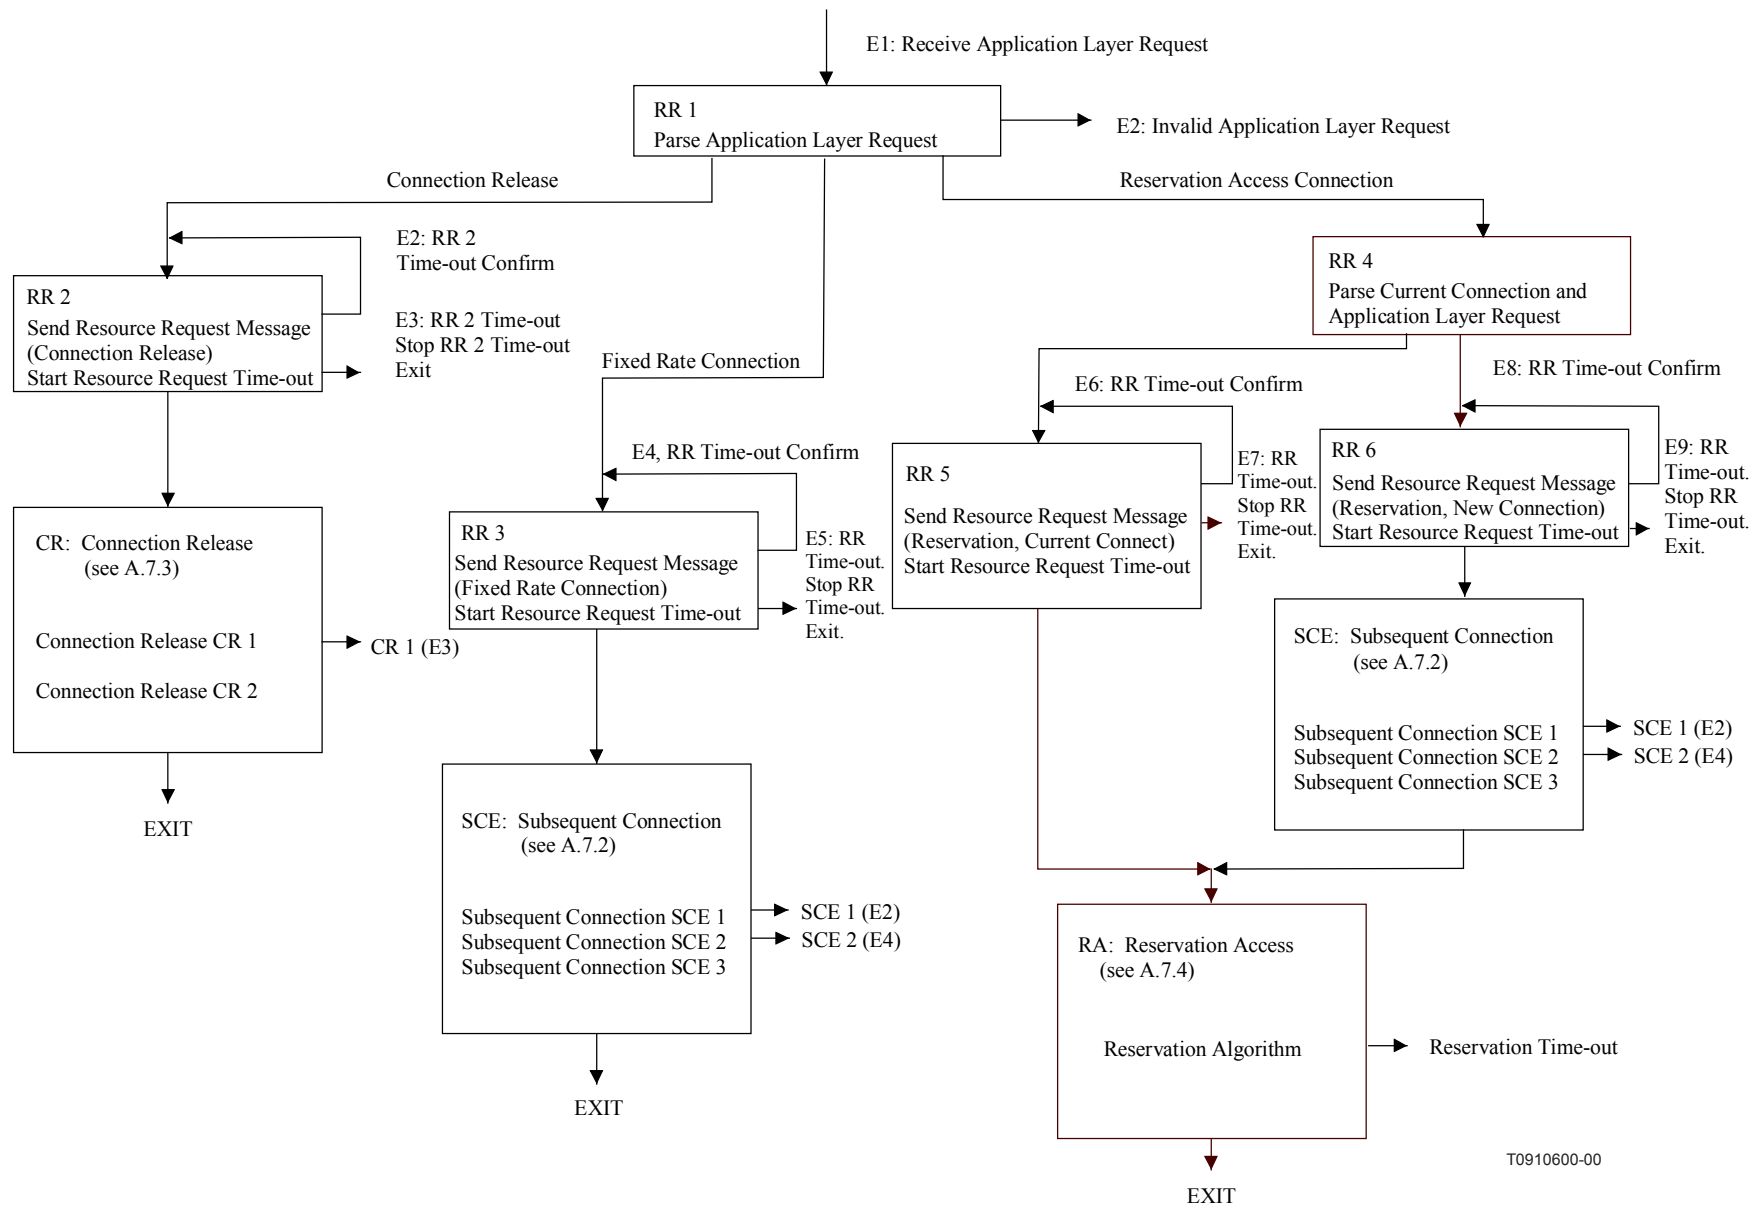 E1: Receive Application Layer Request
RR 1
Parse Application Layer Request
E2: Invalid Application Layer Request
Connection Release
Reservation Access Connection
E2: RR 2
Time-out Confirm
RR 2
Send Resource Request Message
(Connection Release)
Start Resource Request Time-out
E3: RR 2 Time-out
Stop RR 2 Time-out
Exit
Fixed Rate Connection
RR 4
Parse Current Connection and
Application Layer Request
E6: RR Time-out Confirm
E8: RR Time-out Confirm
E4, RR Time-out Confirm
RR 5
Send Resource Request Message
(Reservation, Current Connect)
Start Resource Request Time-out
E7: RR
Time-out.
Stop RR
Time-out.
Exit.
RR 6
Send Resource Request Message
(Reservation, New Connection)
Start Resource Request Time-out
E9: RR
Time-out.
Stop RR
Time-out.
Exit.
CR: Connection Release
(see A.7.3)
Connection Release CR 1
Connection Release CR 2
CR 1 (E3)
EXIT
RR 3
Send Resource Request Message
(Fixed Rate Connection)
Start Resource Request Time-out
E5: RR
Time-out.
Stop RR
Time-out.
Exit.
SCE: Subsequent Connection
(see A.7.2)
Subsequent Connection SCE 1
Subsequent Connection SCE 2
Subsequent Connection SCE 3
SCE 1 (E2)
SCE 2 (E4)
SCE: Subsequent Connection
(see A.7.2)
Subsequent Connection SCE 1
Subsequent Connection SCE 2
Subsequent Connection SCE 3
SCE 1 (E2)
SCE 2 (E4)
EXIT
RA: Reservation Access
(see A.7.4)
Reservation Algorithm
Reservation Time-out
EXIT
T0910600-00